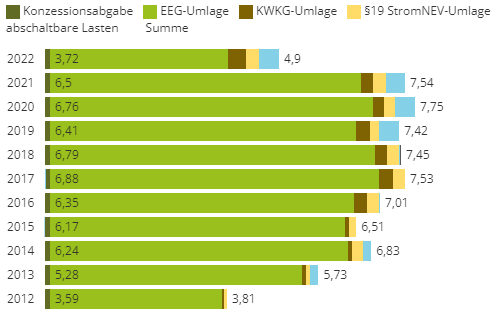 Konzessionsabgabe EEG-Umlage KWKG-Umlage §19 StromNEV-Umlage
abschaltbare Lasten Summe
2022 3,72 4,9
2021 6,5 7,54
2020 6,76 7,75
2019 6,41 7,42
2018 6,79 7,45
2017 6,88 7,53
2016 6,35 7,01
2015 6,17 6,51
2014 6,24 6,83
2013 5,28 5,73
2012 3,59 3,81